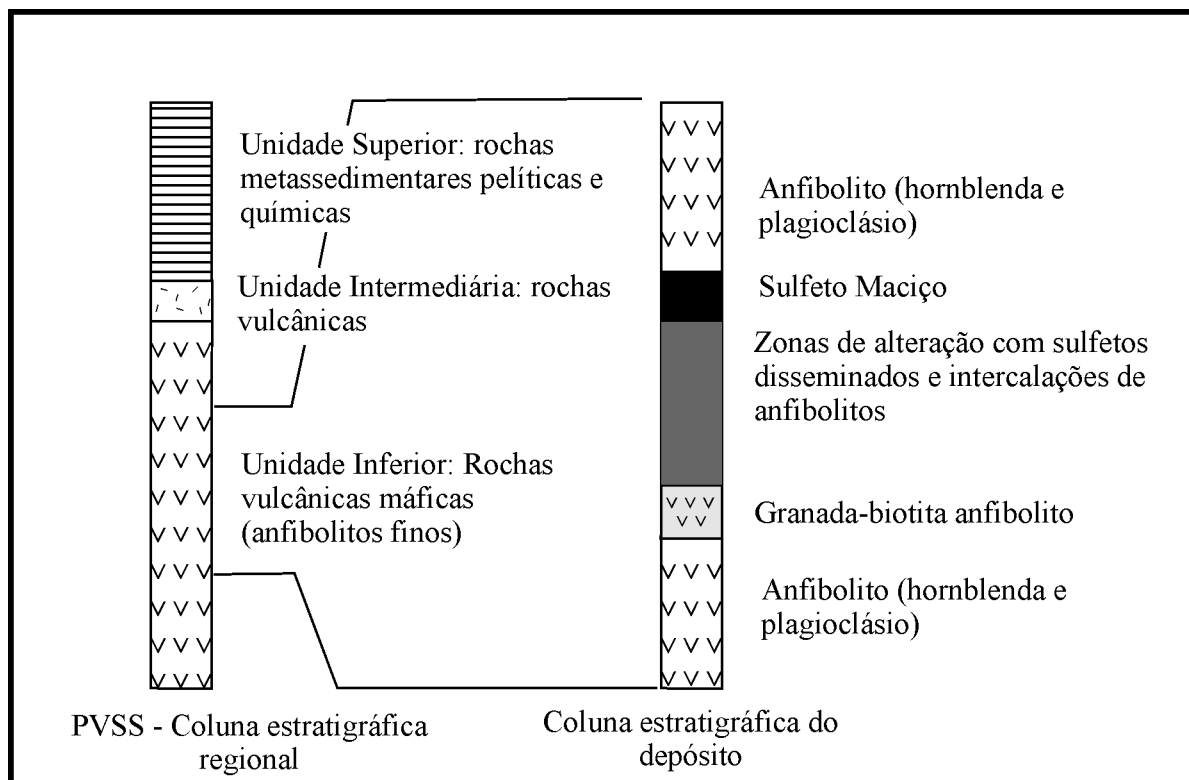 Unidade Superior: rochas
metassedimentares pelíticas e
químicas
Unidade Intermediária: rochas
vulcânicas
Unidade Inferior: Rochas
vulcânicas máficas
(anfibolitos finos)
PVSS - Coluna estratigráfica
regional
Anfibolito (hornblenda e
plagioclásio)
Sulfeto Maciço
Zonas de alteração com sulfetos
disseminados e intercalações de
anfibolitos
Granada-biotita anfibolito
Anfibolito (hornblenda e
plagioclásio)
Coluna estratigráfica do
depósito